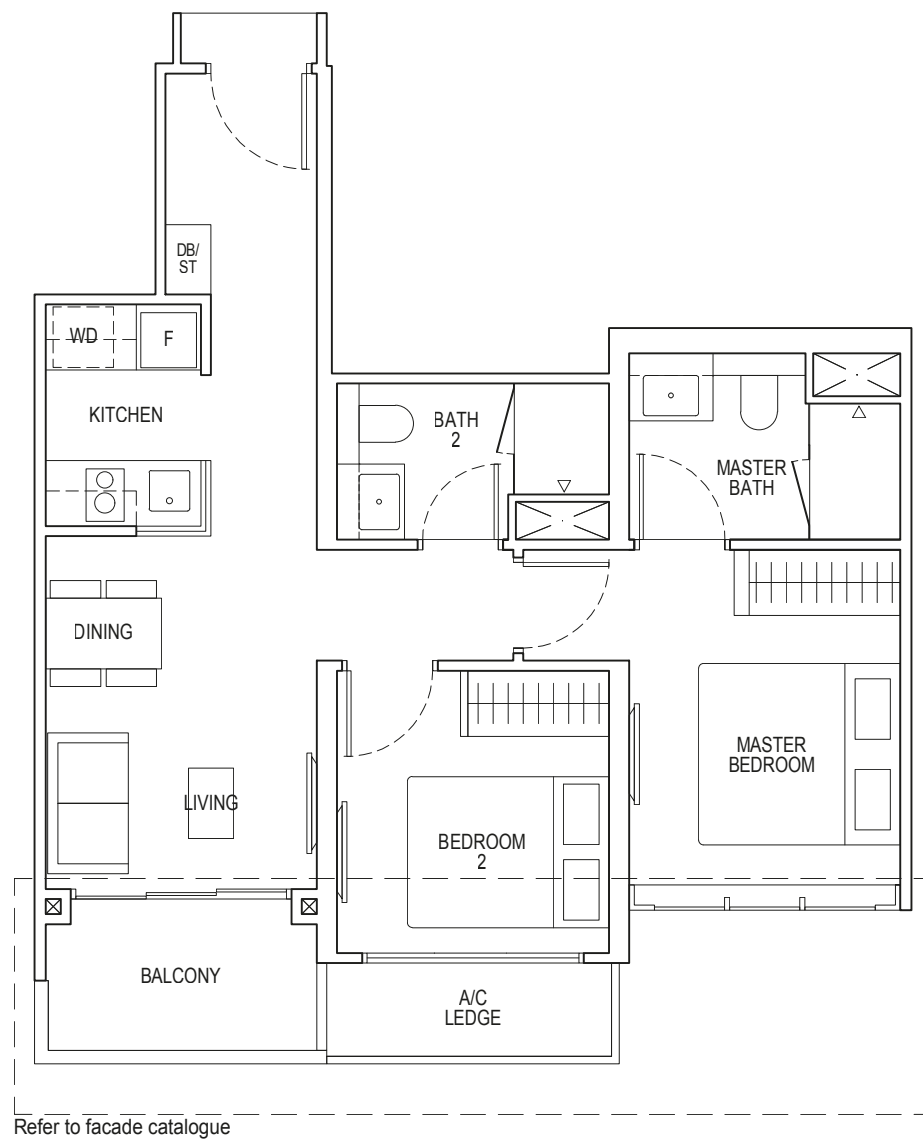 DB/
ST
WD
F
KITCHEN
BATH
2
MASTER
BATH
DINING
MASTER
BEDROOM
LIVING
BEDROOM
2
BALCONY
A/C
LEDGE
Refer to facade catalogue